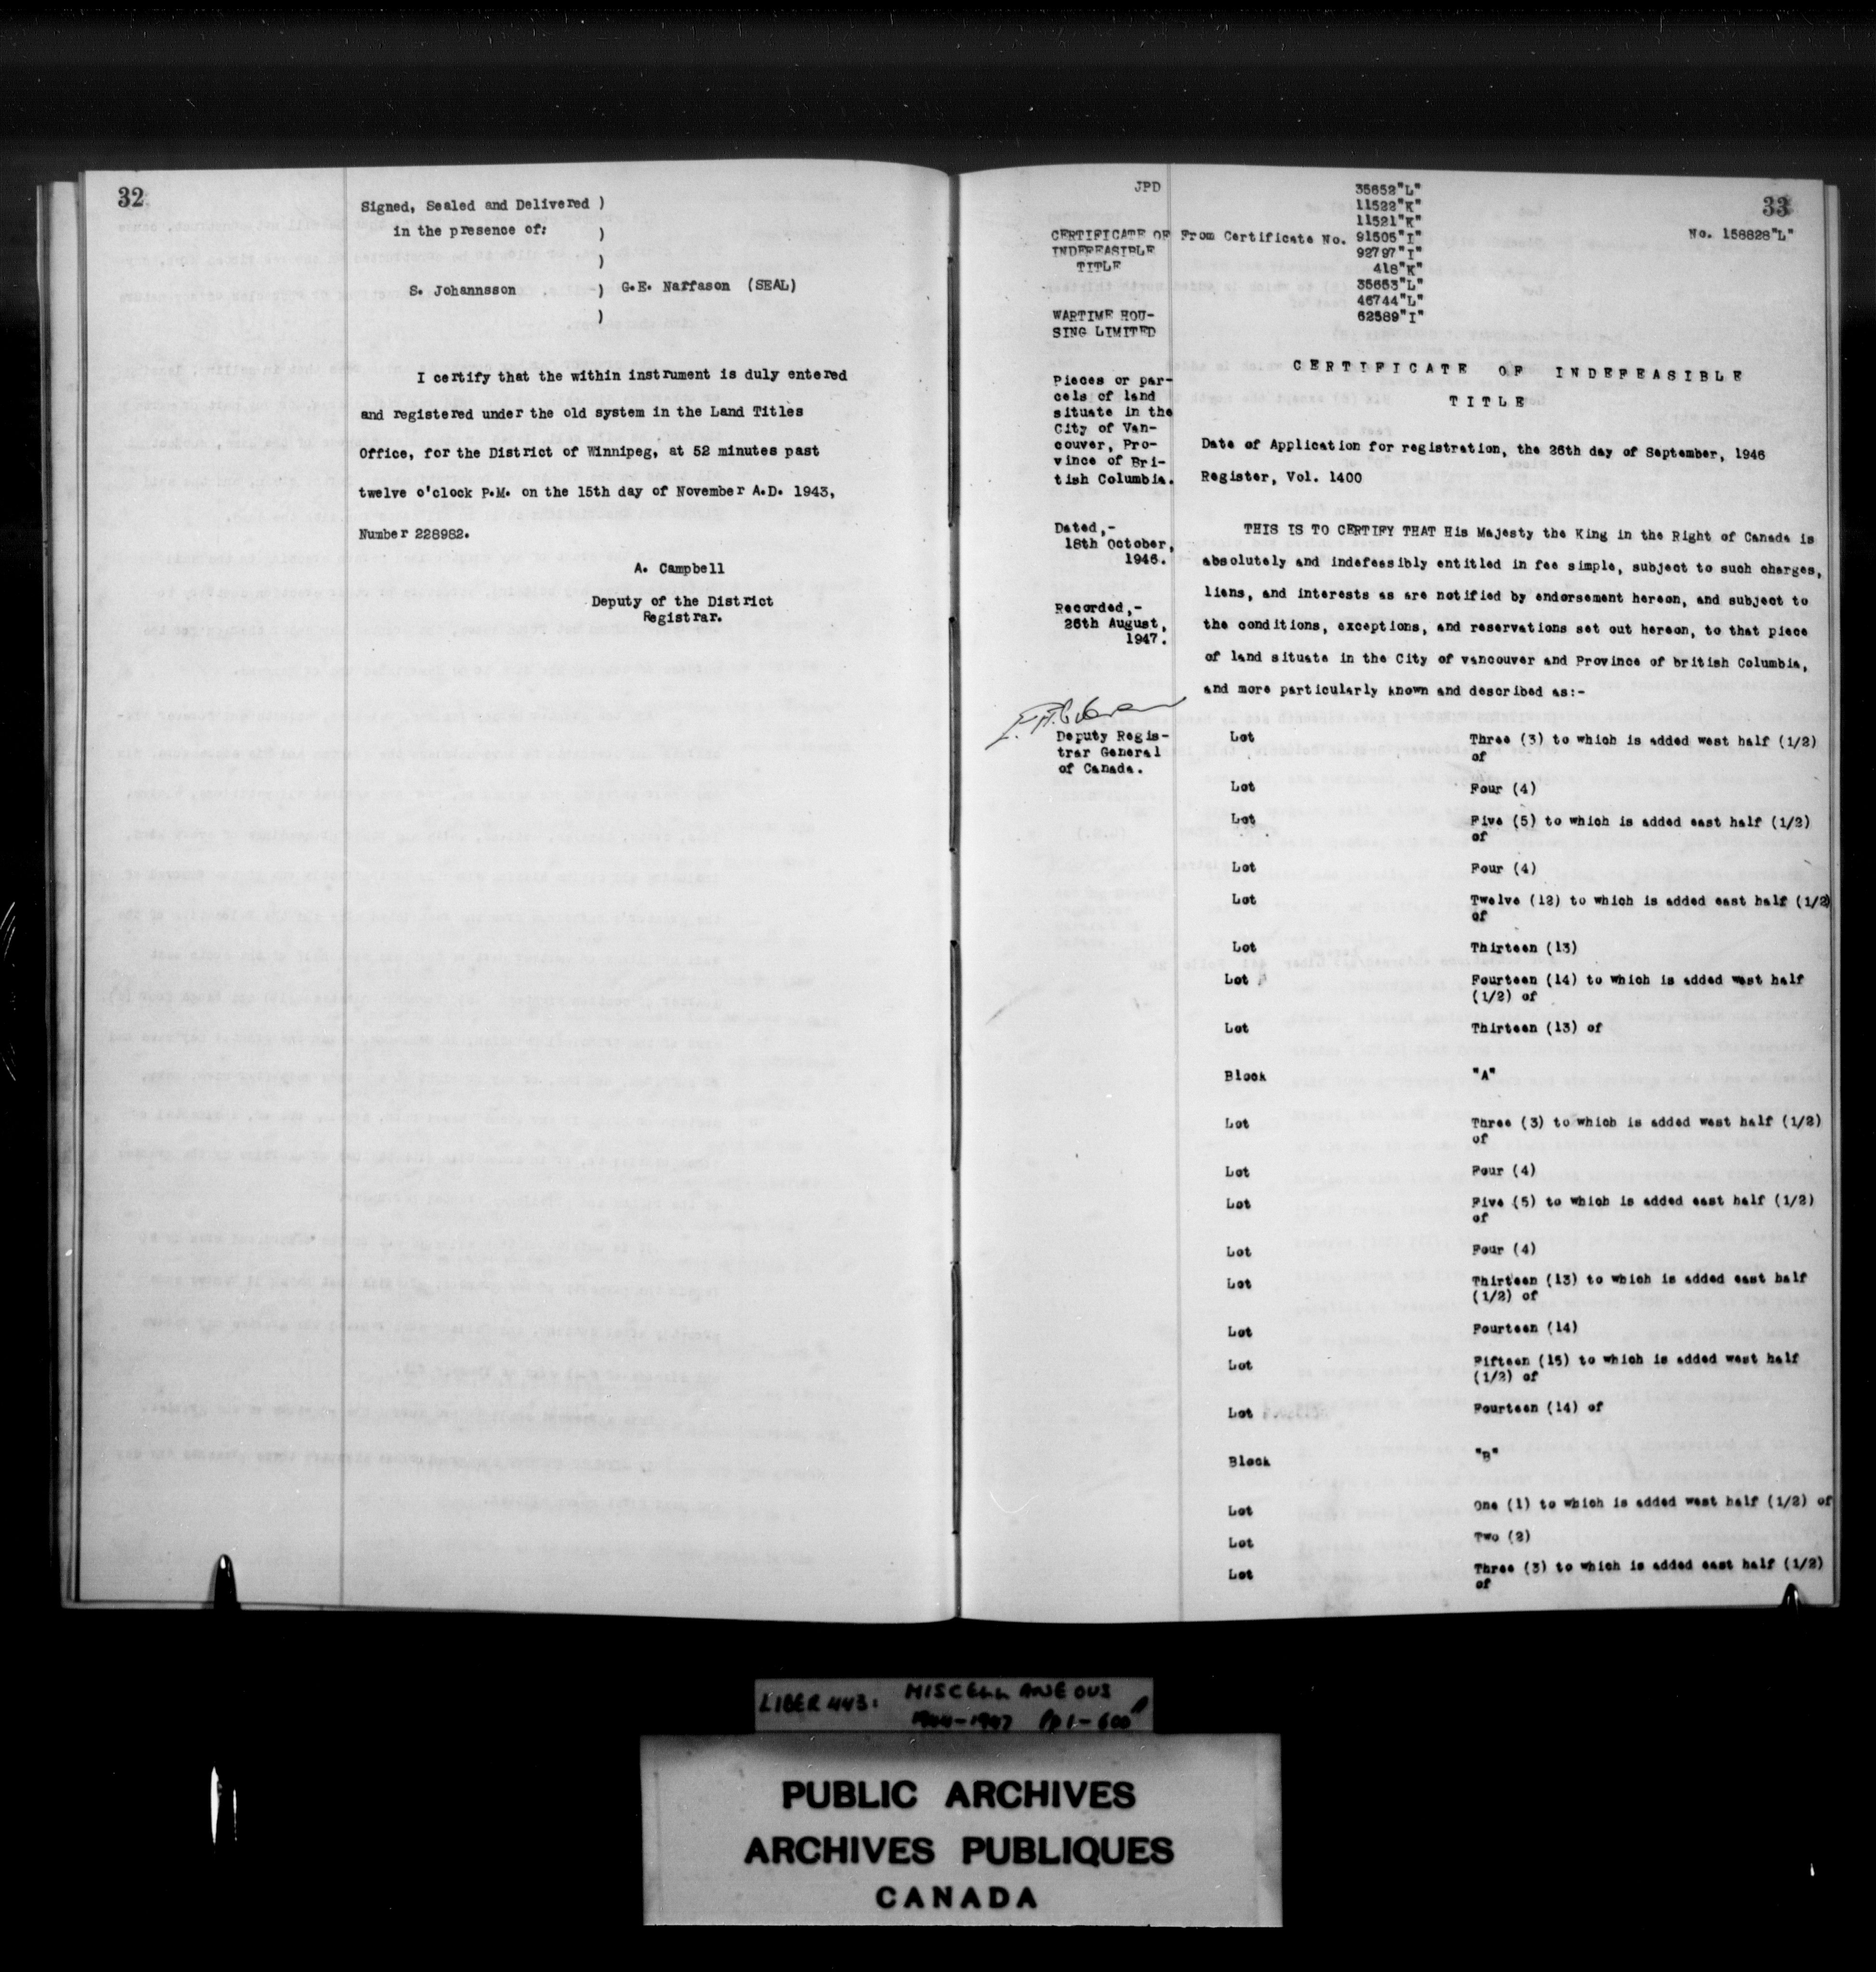 32
Signed, Sealed and Delivered )
in the presence of: )
)
S. Johannsson ) G.E. Naffason (SEAL)
)
I certify that the within instrument is duly entered
and registered under the old system in the Land Titles
Office, for the District of Winnipeg, at 52 minutes past
twelve o'clock P.M. on the 15th day of November A.D. 1943,
Number 228982.
A. Campbell
Deputy of the District
Registrar.
33
JPD
CERTIFICATE OF
INDEFEASIBLE
TITLE
WARTIME HOU-
SING LIMITED
Pieces or par-
cels of land
situate in the
City of Van-
couver, Pro-
vince of Bri-
tish Columbia.
Dated,-
18th October,
1946.
Recorded,-
26th August,
1947.
Deputy Regis-
trar General
of Canada.
35652"L"
11522"K"
11521"K"
From Certificate No. 91505"I"
No. 158828"L"
92797"I"
418"K"
35653"L"
46744"L"
62589"I"
CERTIFICATE OF INDEFEASIBLE
TITLE
Date of Application for registration, the 26th day of September, 1946
Register, Vol. 1400
THIS IS TO CERTIFY THAT His Majesty the King in the Right of Canada is
absolutely and indefeasibly entitled in fee simple, subject to such charges,
liens, and interests as are notified by endorsement hereon, and subject to
the conditions, exceptions, and reservations set out hereon, to that piece
of land situate in the City of vancouver and Province of british Columbia,
and more particularly known and described as:-
Lot Three (3) to which is added west half (1/2)
of
Lot Four (4)
Lot Five (5) to which is added east half (1/2)
of
Lot Four (4)
Lot Twelve (12) to which is added east half (1/2)
of
Lot Thirteen (13)
Lot Fourteen (14) to which is added west half
(1/2) of
Lot Thirteen (13) of
Block "A"
Lot Three (3) to which is added west half (1/2)
of
Lot Four (4)
Lot Five (5) to which is added east half (1/2)
of
Lot Four (4)
Lot Thirteen (13) to which is added east half
(1/2) of
Lot Fourteen (14)
Lot Fifteen (15) to which is added west half
(1/2) of
Lot Fourteen (14) of
Block "B"
Lot One (1) to which is added west half (1/2) of
Lot Two (2)
Lot Three (3) to which is added east half (1/2)
of
LIBER 443: MISCELLANEOUS
1944-1947 Pp 1-600
PUBLIC ARCHIVES
ARCHIVES PUBLIQUES
CANADA